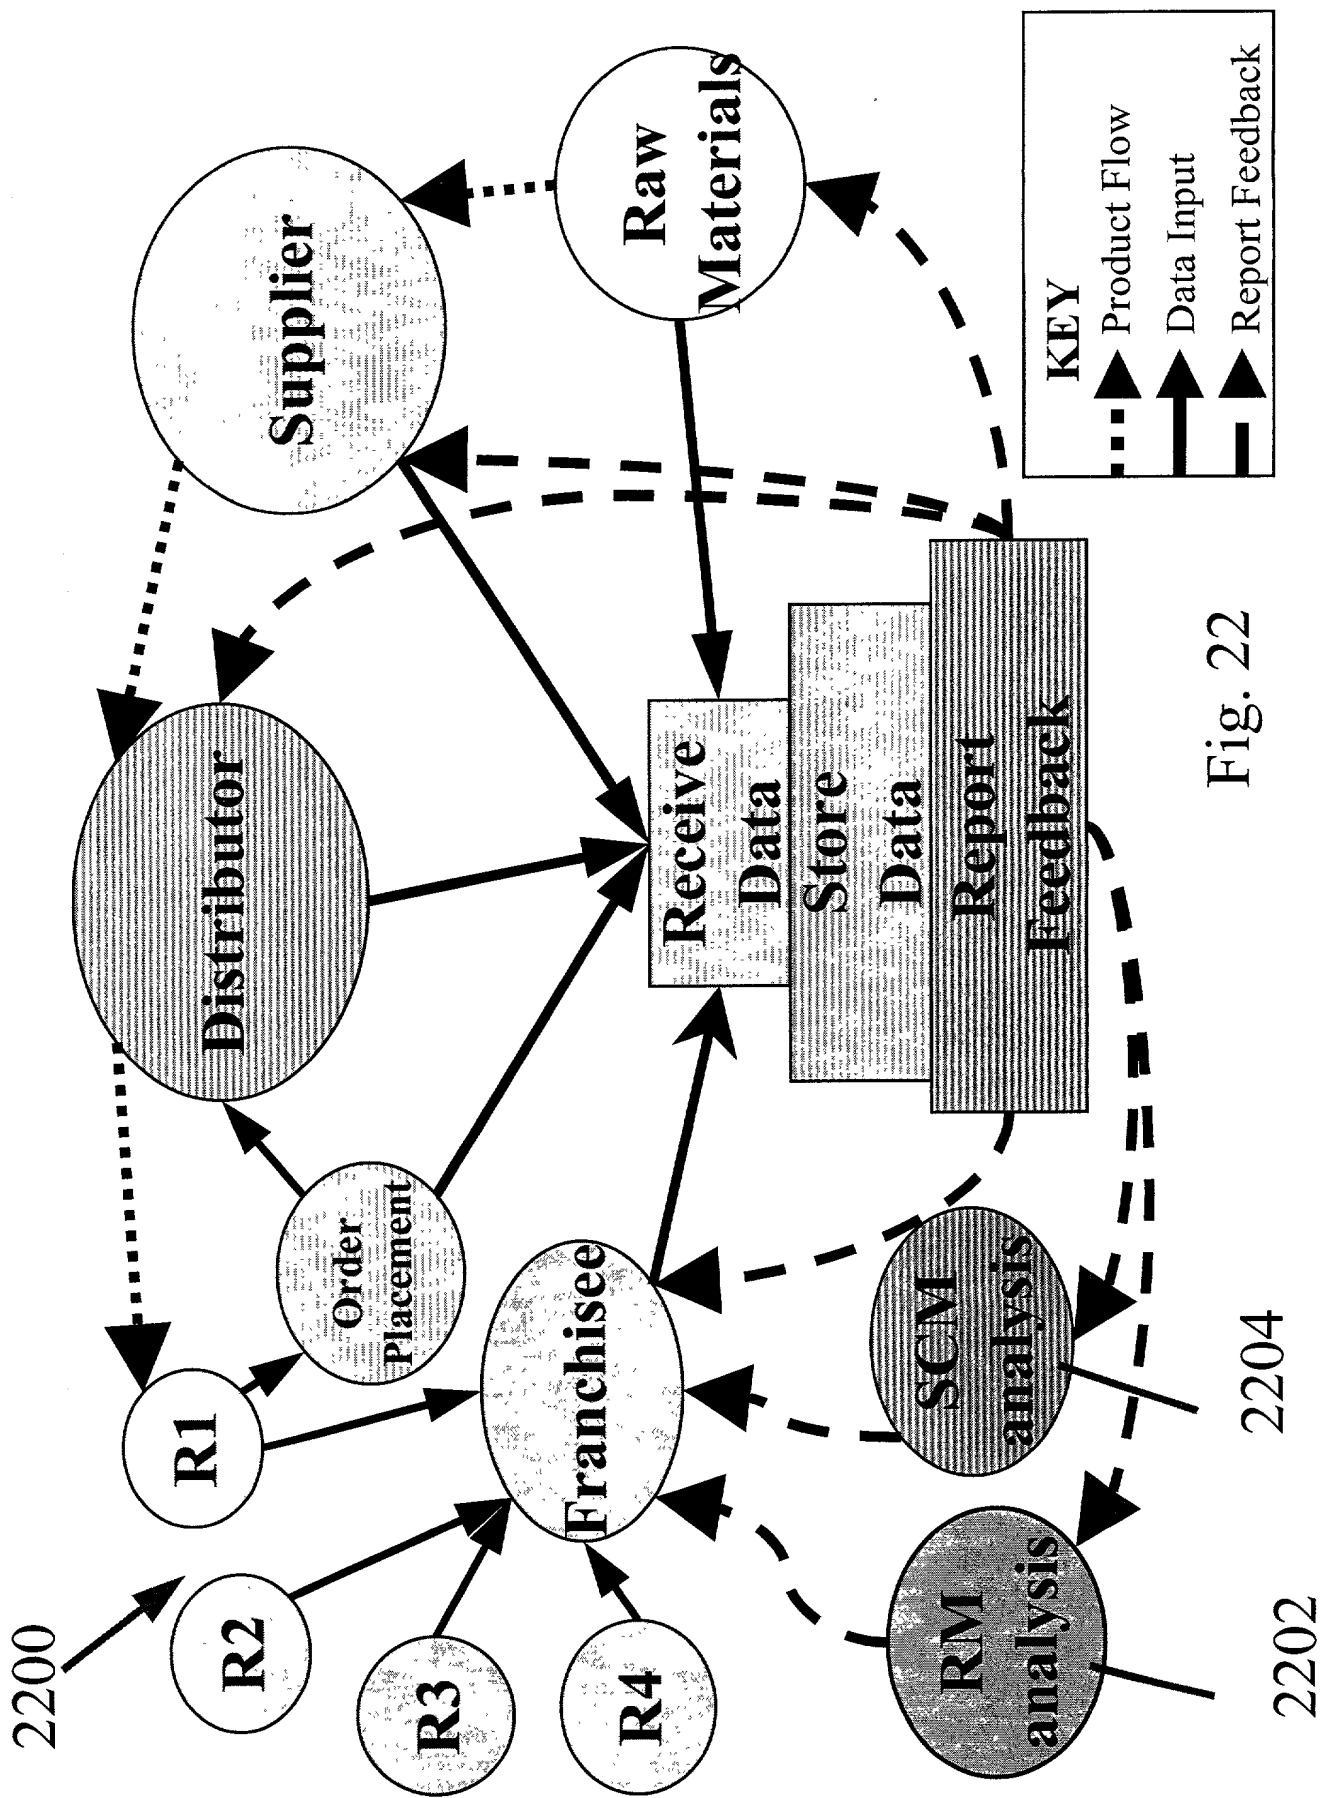 2200
R1
R2
R3
R4
Order
Placement
Distributor
Supplier
Franchisee
Receive
Data
Store
Data
Report
Feedback
Raw
Materials
RM
analysis
SCM
analysis
2202
2204
KEY
Product Flow
Data Input
Report Feedback
Fig. 22